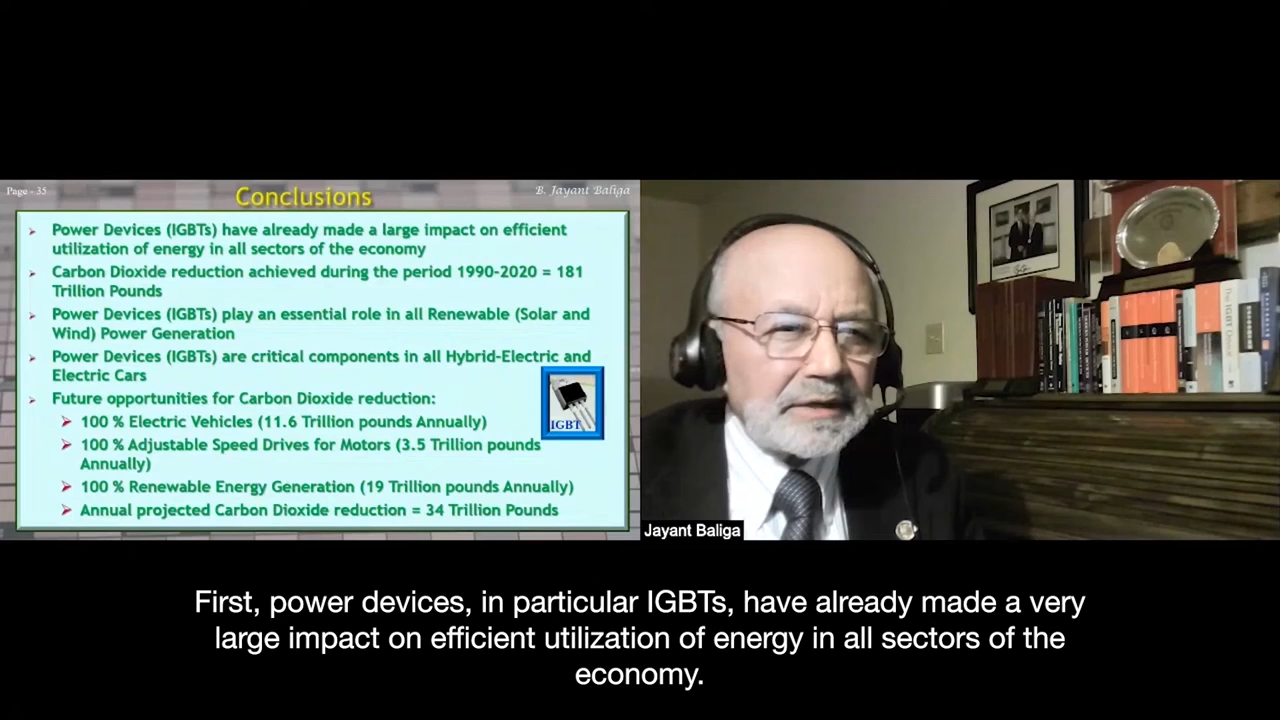 Page - 35
Conclusions
B. Jayant Baliga
Power Devices (IGBTs) have already made a large impact on efficient
utilization of energy in all sectors of the economy
Carbon Dioxide reduction achieved during the period 1990-2020 = 181
Trillion Pounds
Power Devices (IGBTs) play an essential role in all Renewable (Solar and
Wind) Power Generation
Power Devices (IGBTs) are critical components in all Hybrid-Electric and
Electric Cars
Future opportunities for Carbon Dioxide reduction:
100 % Electric Vehicles (11.6 Trillion pounds Annually)
100 % Adjustable Speed Drives for Motors (3.5 Trillion pounds
Annually)
100 % Renewable Energy Generation (19 Trillion pounds Annually)
Annual projected Carbon Dioxide reduction = 34 Trillion Pounds
IGBT
Jayant Baliga
First, power devices, in particular IGBTs, have already made a very
large impact on efficient utilization of energy in all sectors of the
economy.